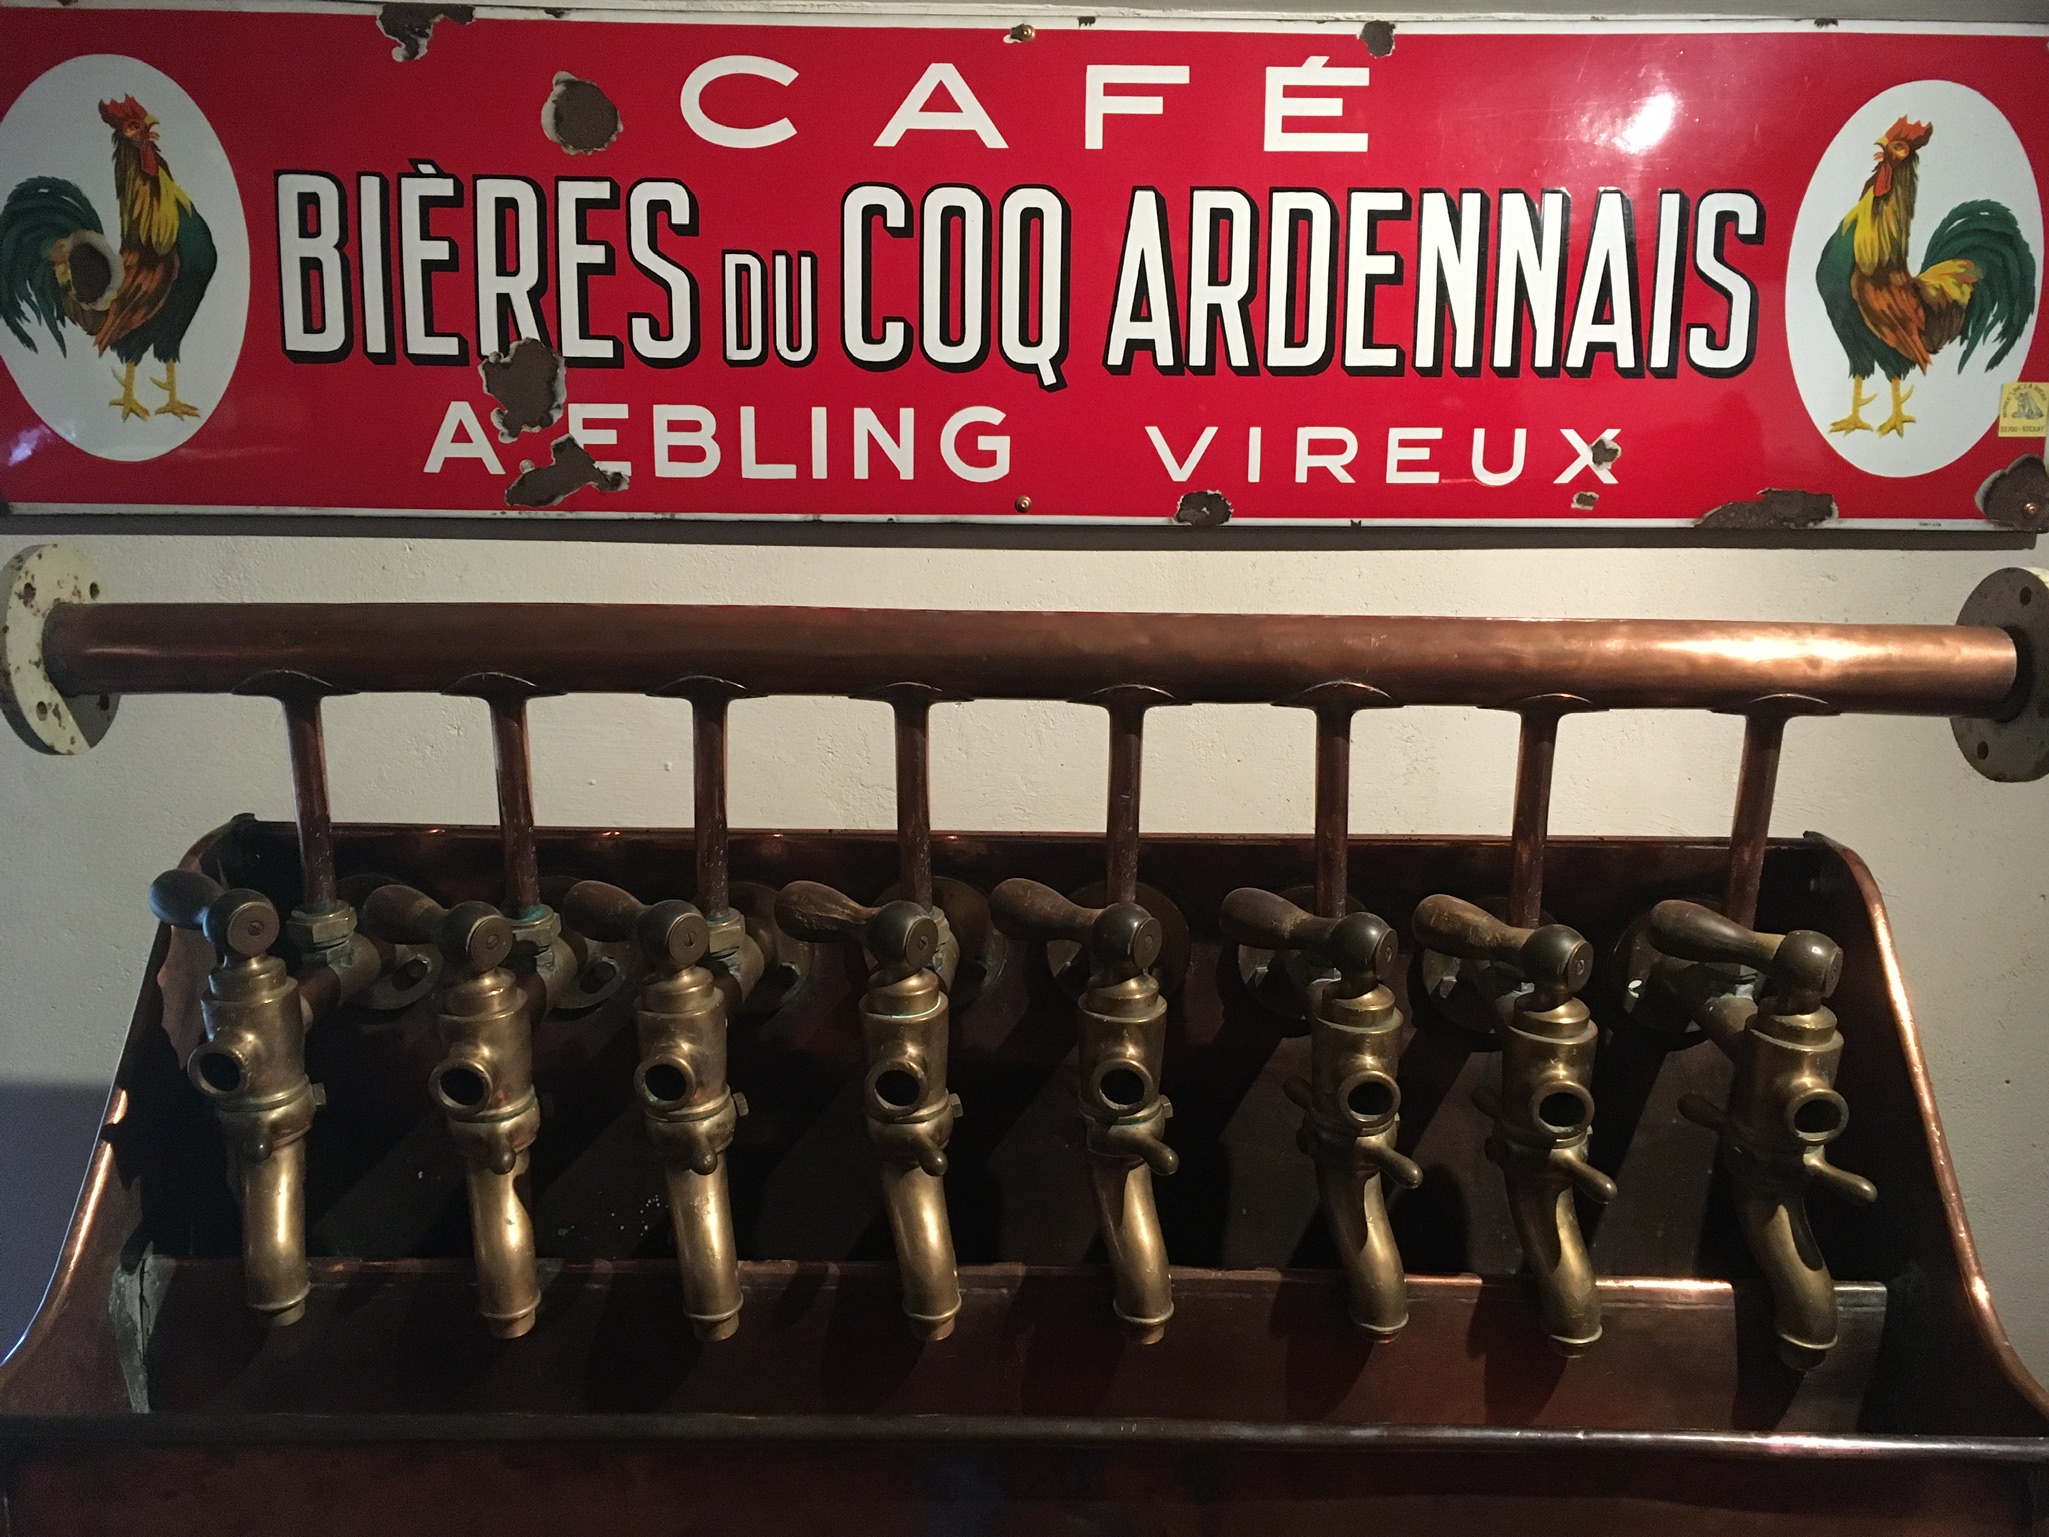 CAFÉ
BIÈRES DU COQ ARDENNAIS
A. EBLING VIREUX